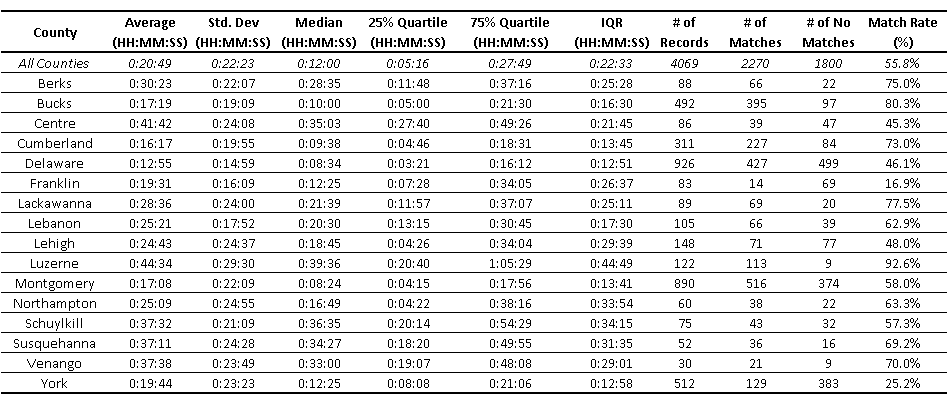 County Average (HH:MM:SS) Std. Dev (HH:MM:SS) Median (HH:MM:SS) 25% Quartile (HH:MM:SS) 75% Quartile (HH:MM:SS) IQR (HH:MM:SS) # of Records # of Matches # of No Matches Match Rate (%)
All Counties 0:20:49 0:22:23 0:12:00 0:05:16 0:27:49 0:22:33 4069 2270 1800 55.8%
Berks 0:30:23 0:22:07 0:28:35 0:11:48 0:37:16 0:25:28 88 66 22 75.0%
Bucks 0:17:19 0:19:09 0:10:00 0:05:00 0:21:30 0:16:30 492 395 97 80.3%
Centre 0:41:42 0:24:08 0:35:03 0:27:40 0:49:26 0:21:45 86 39 47 45.3%
Cumberland 0:16:17 0:19:55 0:09:38 0:04:46 0:18:31 0:13:45 311 227 84 73.0%
Delaware 0:12:55 0:14:59 0:08:34 0:03:21 0:16:12 0:12:51 926 427 499 46.1%
Franklin 0:19:31 0:16:09 0:12:25 0:07:28 0:34:05 0:26:37 83 14 69 16.9%
Lackawanna 0:28:36 0:24:00 0:21:39 0:11:57 0:37:07 0:25:11 89 69 20 77.5%
Lebanon 0:25:21 0:17:52 0:20:30 0:13:15 0:30:45 0:17:30 105 66 39 62.9%
Lehigh 0:24:43 0:24:37 0:18:45 0:04:26 0:34:04 0:29:39 148 71 77 48.0%
Luzerne 0:44:34 0:29:30 0:39:36 0:20:40 1:05:29 0:44:49 122 113 9 92.6%
Montgomery 0:17:08 0:22:09 0:08:24 0:04:15 0:17:56 0:13:41 890 516 374 58.0%
Northampton 0:25:09 0:24:55 0:16:49 0:04:22 0:38:16 0:33:54 60 38 22 63.3%
Schuylkill 0:37:32 0:21:09 0:36:35 0:20:14 0:54:29 0:34:15 75 43 32 57.3%
Susquehanna 0:37:11 0:24:28 0:34:27 0:18:20 0:49:55 0:31:35 52 36 16 69.2%
Venango 0:37:38 0:23:49 0:33:00 0:19:07 0:48:08 0:29:01 30 21 9 70.0%
York 0:19:44 0:23:23 0:12:25 0:08:08 0:21:06 0:12:58 512 129 383 25.2%